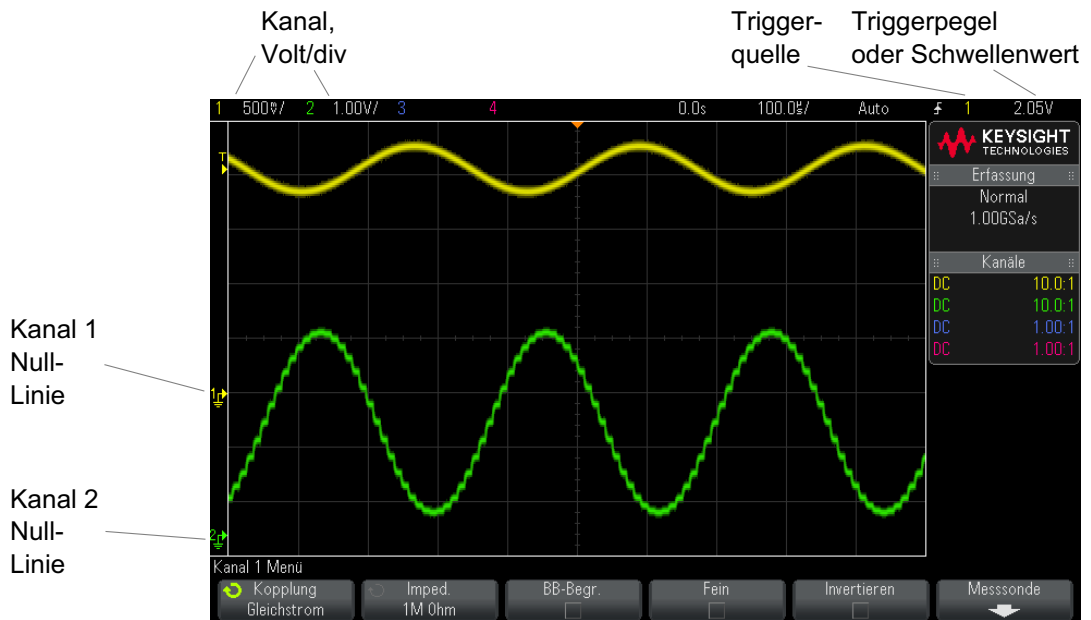 Kanal,
Volt/div
Trigger-
quelle
Triggerpegel
oder Schwellenwert
1 500mV/ 2 1.00V/ 3 4 0.0s 100.0µs/ Auto 1 2.05V
KEYSIGHT
TECHNOLOGIES
Erfassung
Normal
1.00GSa/s
Kanäle
DC 10.0:1
DC 10.0:1
DC 1.00:1
DC 1.00:1
T
Kanal 1
Null-
Linie
1
Kanal 2
Null-
Linie
2
Kanal 1 Menü
Kopplung
Gleichstrom
Imped.
1M Ohm
BB-Begr.
Fein
Invertieren
Messsonde